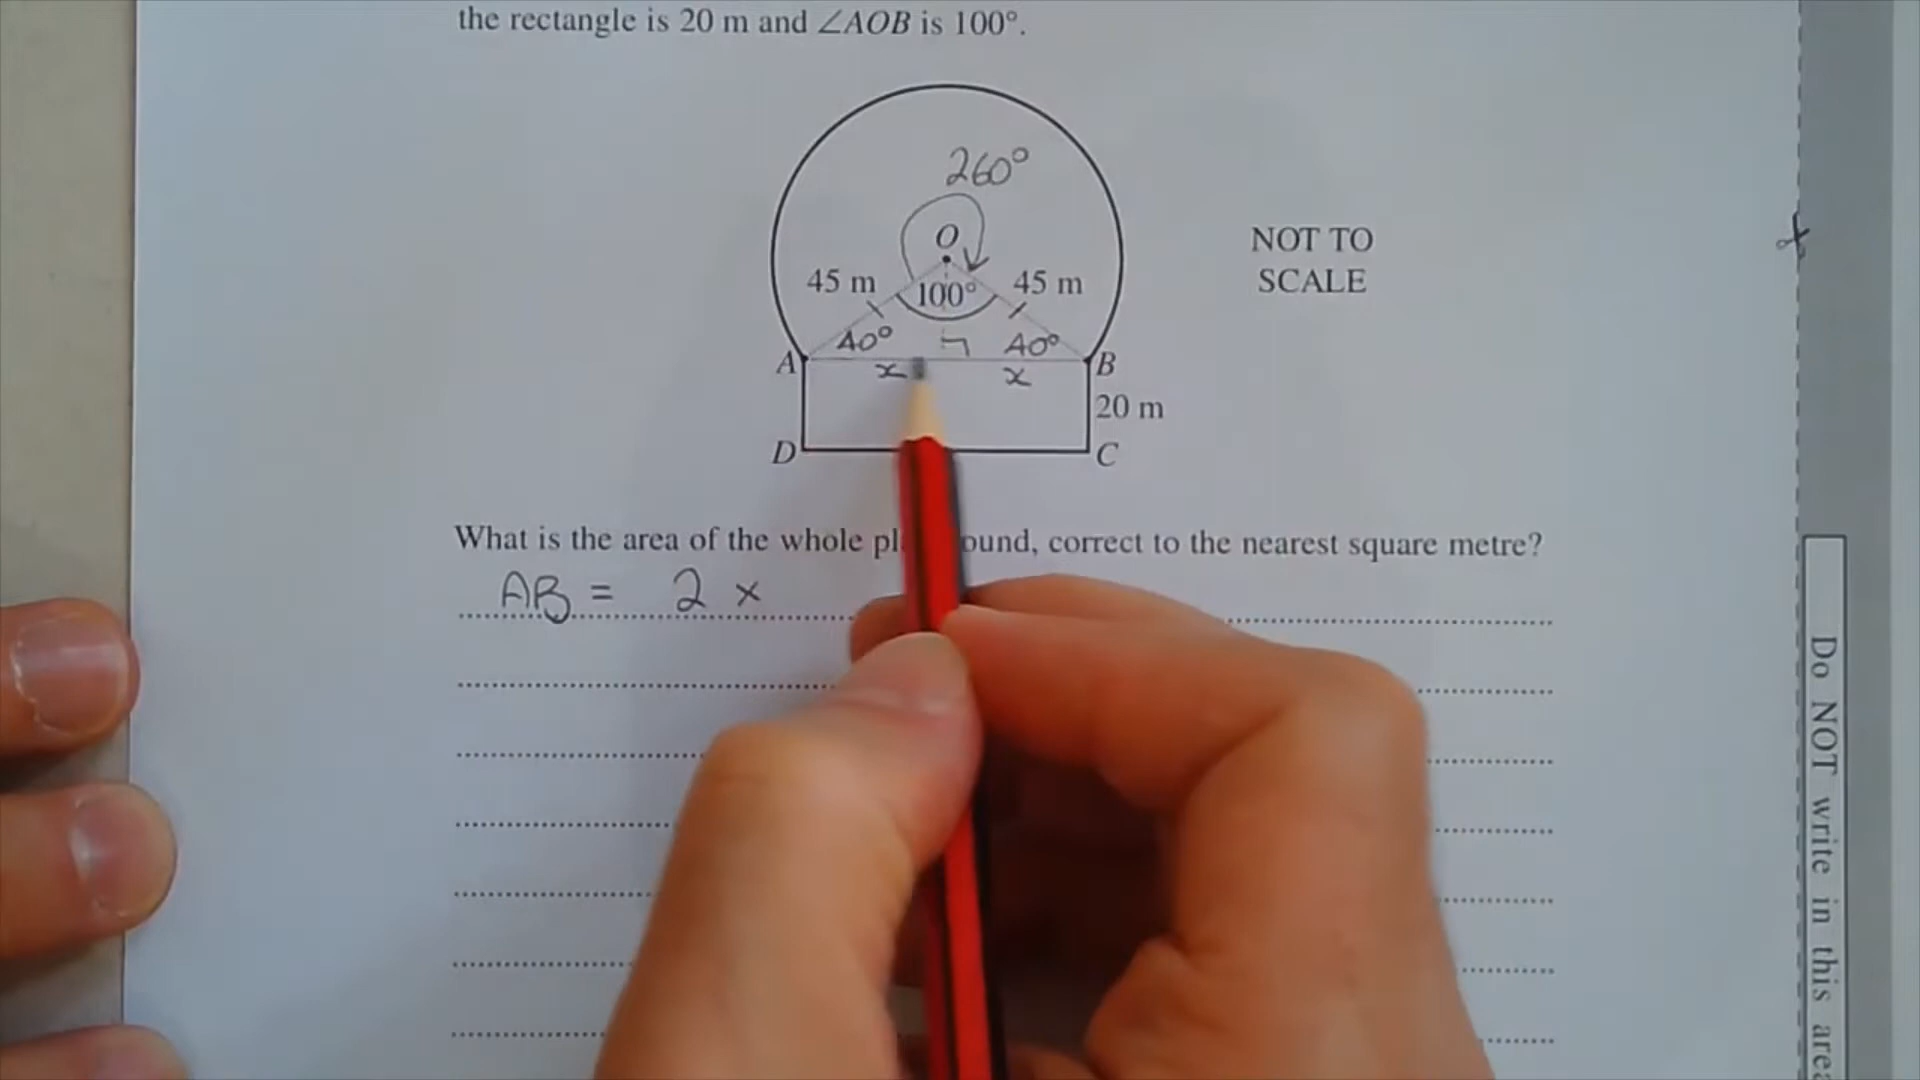 the rectangle is 20 m and ∠AOB is 100°.
260°
O
45 m
100°
45 m
40°
40°
A
x
x
B
20 m
D
C
NOT TO
SCALE
What is the area of the whole pl ound, correct to the nearest square metre?
AB = 2 ×
Do NOT write in this area